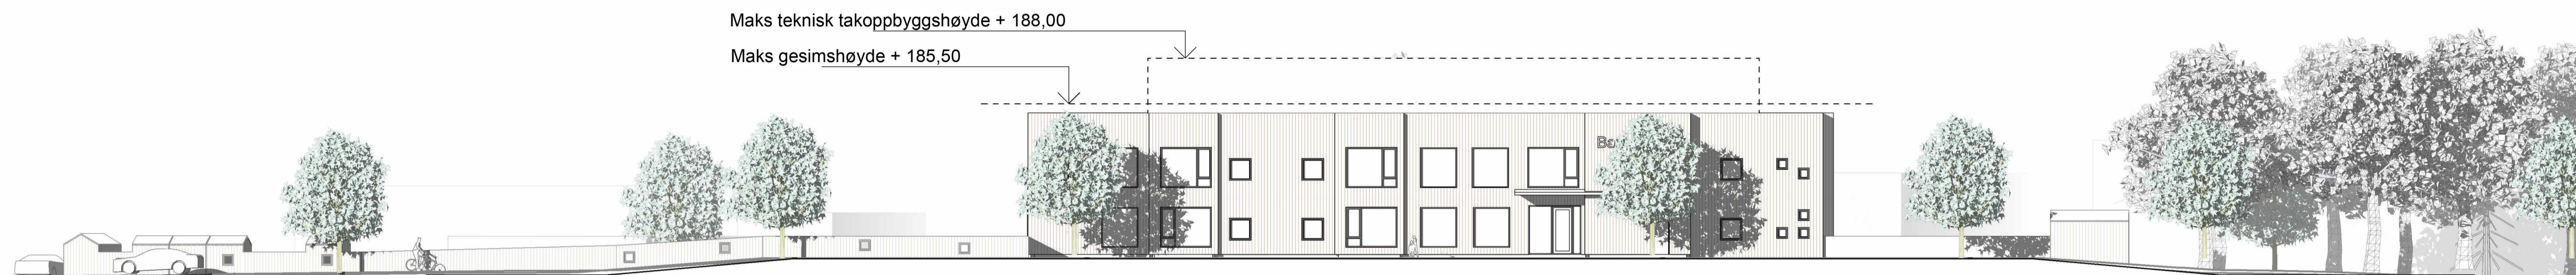 Maks teknisk takoppbyggshøyde + 188,00
Maks gesimshøyde + 185,50